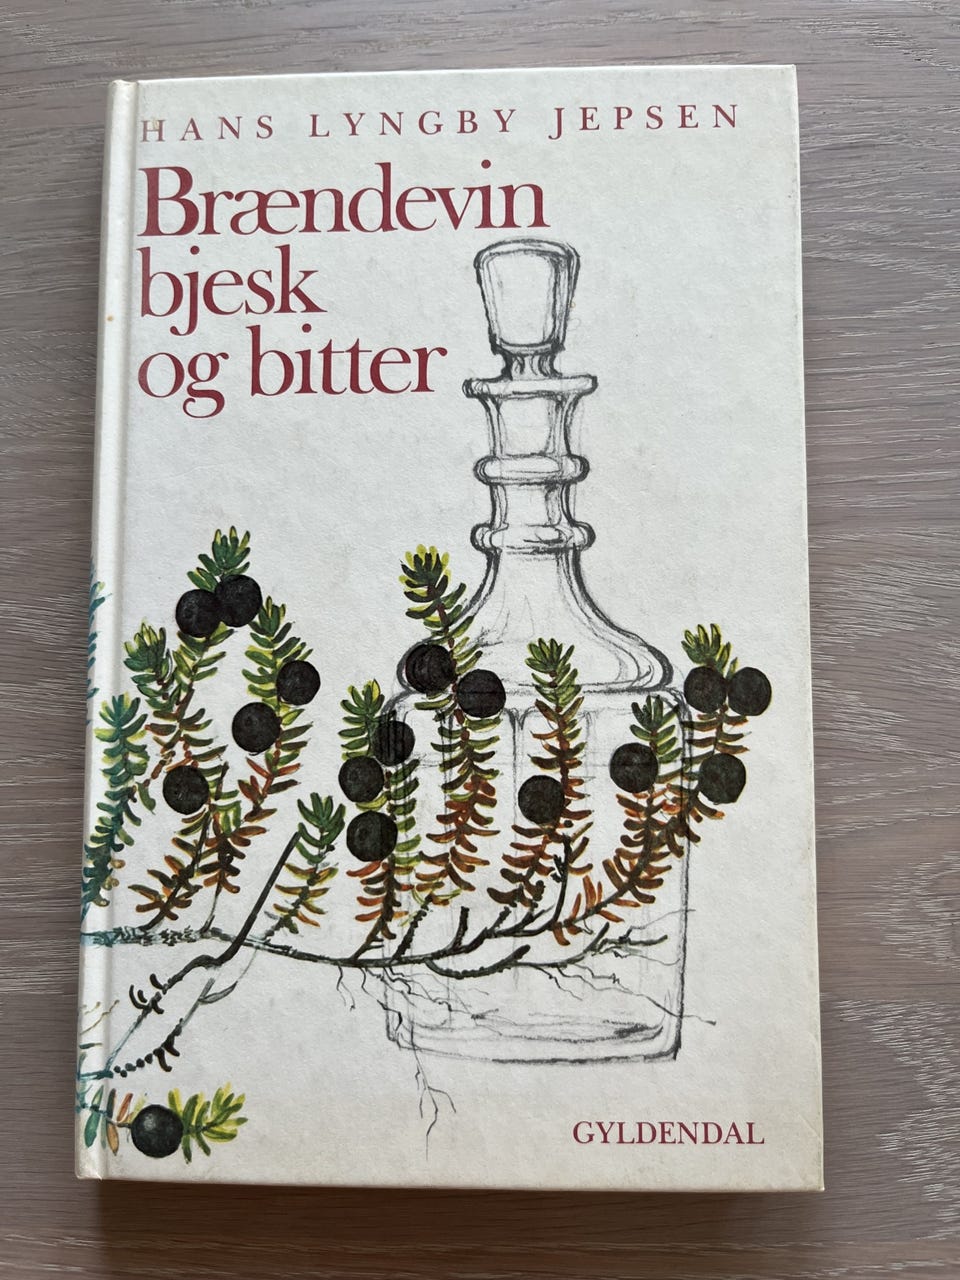 HANS LYNGBY JEPSEN
Brændevin
bjesk
og bitter
GYLDENDAL